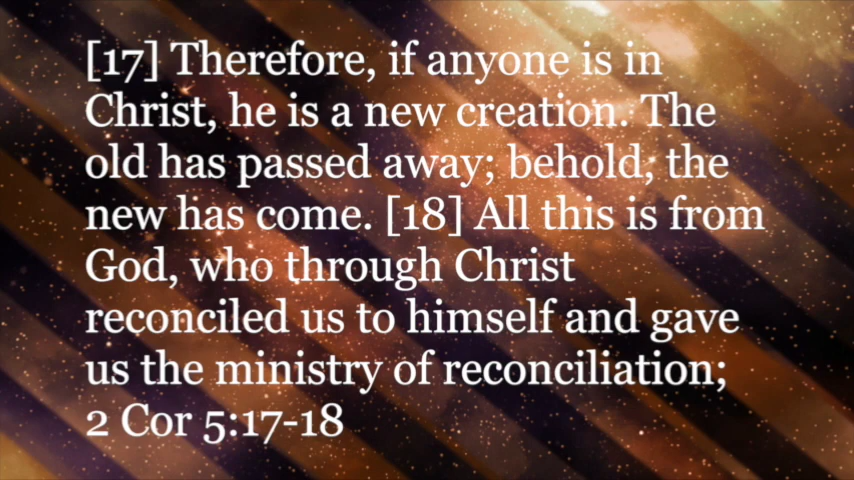 [17] Therefore, if anyone is in
Christ, he is a new creation. The
old has passed away; behold, the
new has come. [18] All this is from
God, who through Christ
reconciled us to himself and gave
us the ministry of reconciliation;
2 Cor 5:17-18